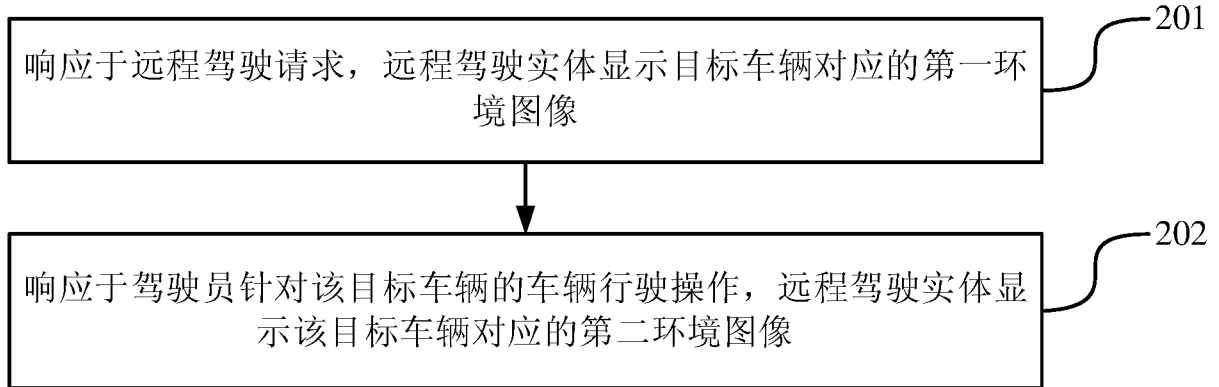 201
响应于远程驾驶请求，远程驾驶实体显示目标车辆对应的第一环
境图像
202
响应于驾驶员针对该目标车辆的车辆行驶操作，远程驾驶实体显
示该目标车辆对应的第二环境图像